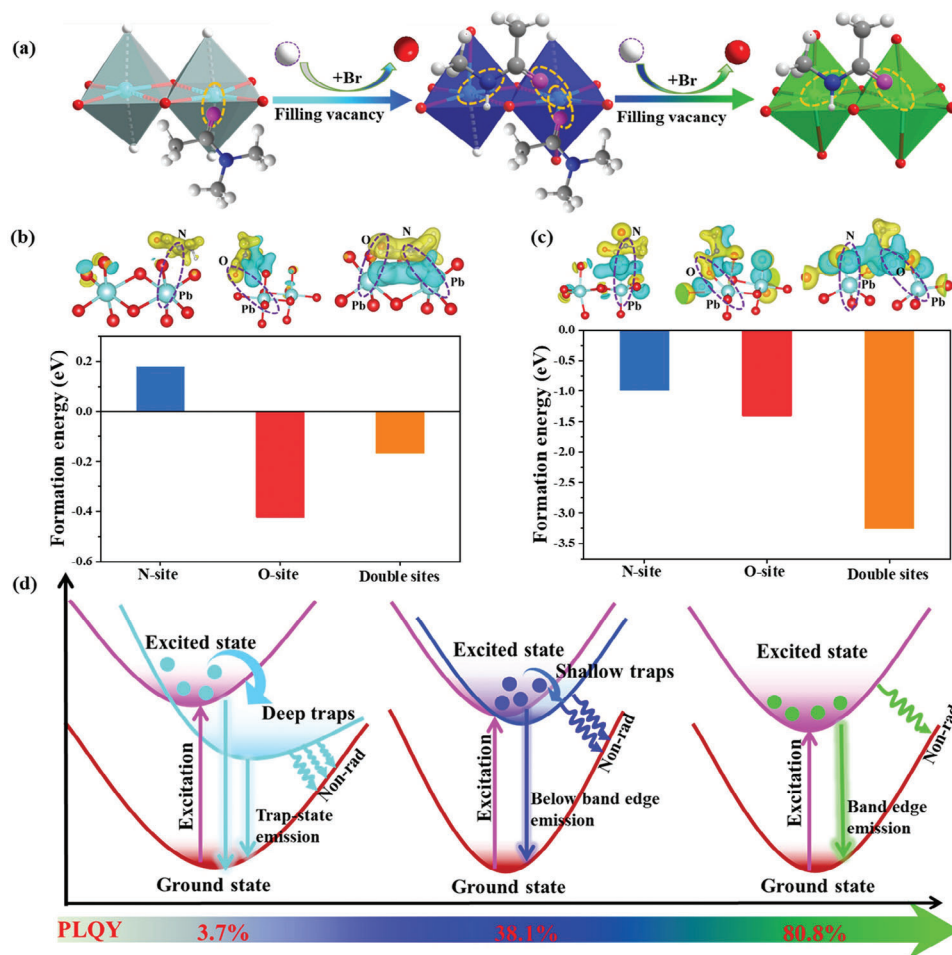 (a)
+Br
Filling vacancy
+Br
Filling vacancy
(b)
N
Pb
O
Pb
O
N
Pb
Pb
Formation energy (eV)
0.2
0.0
-0.2
-0.4
-0.6
N-site
O-site
Double sites
(c)
N
Pb
O
Pb
N
O
Pb
Pb
Formation energy (eV)
0.0
-0.5
-1.0
-1.5
-2.0
-2.5
-3.0
-3.5
N-site
O-site
Double sites
(d)
Excited state
Deep traps
Excitation
Non-rad
Trap-state
emission
Ground state
Excited state
Shallow traps
Excitation
Non-rad
Below band edge
emission
Ground state
Excited state
Excitation
Non-rad
Band edge
emission
Ground state
PLQY
3.7%
38.1%
80.8%